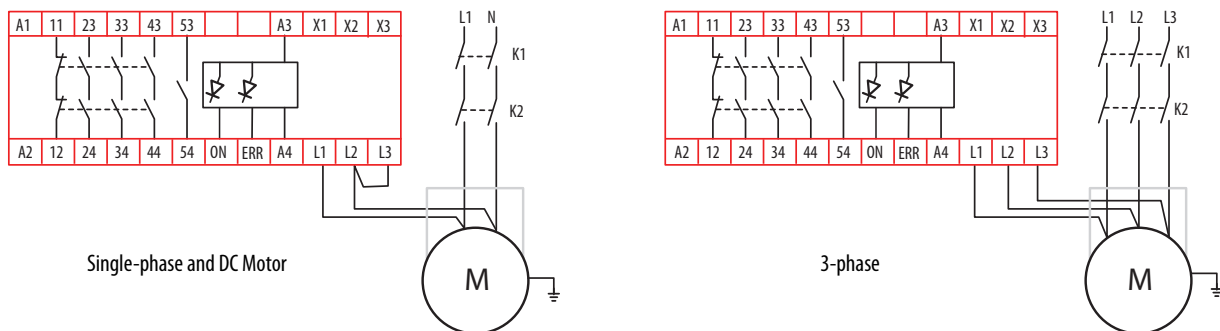 A1 11 23 33 43 53 A3 X1 X2 X3
L1 N
K1
K2
A2 12 24 34 44 54 ON ERR A4 L1 L2 L3
Single-phase and DC Motor
M
A1 11 23 33 43 53 A3 X1 X2 X3
L1 L2 L3
K1
K2
A2 12 24 34 44 54 ON ERR A4 L1 L2 L3
3-phase
M